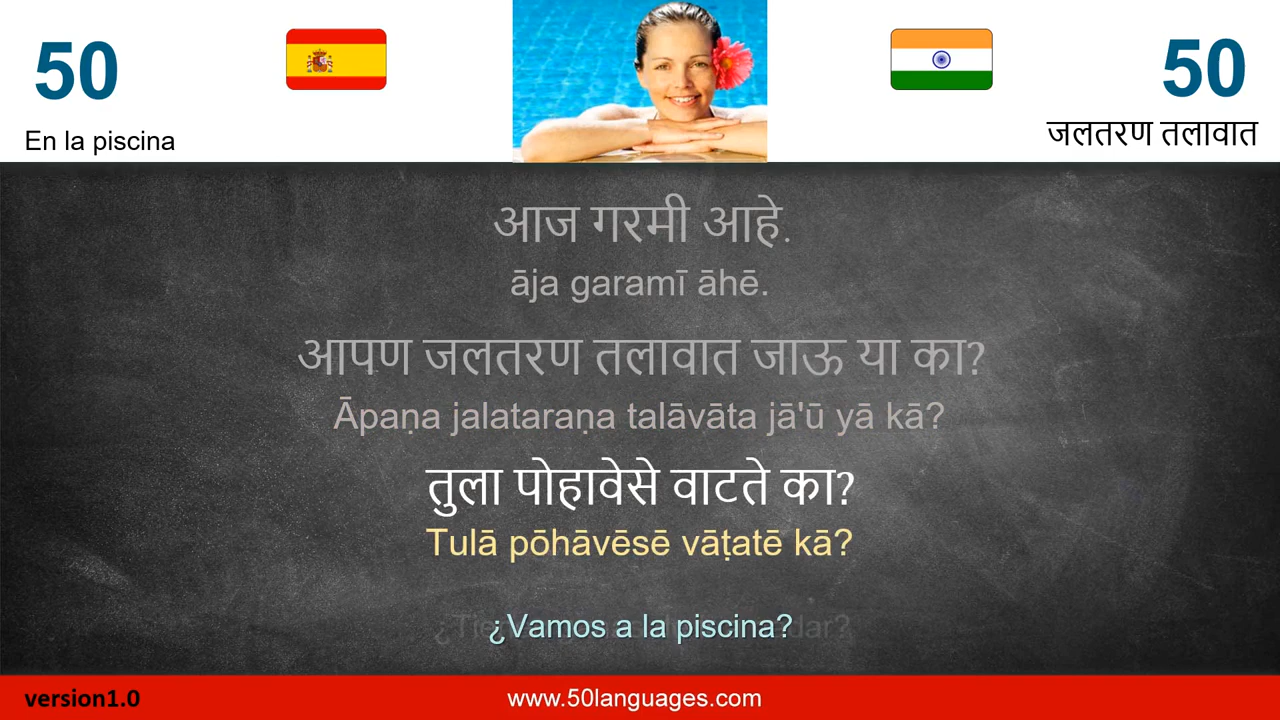 50
50
En la piscina
जलतरण तलावात
आज गरमी आहे.
āja garamī āhē.
आपण जलतरण तलावात जाऊ या का?
Āpaṇa jalataraṇa talāvāta jā'ū yā kā?
तुला पोहावेसे वाटते का?
Tulā pōhāvēsē vāṭatē kā?
¿Vamos a la piscina?
version1.0
www.50languages.com